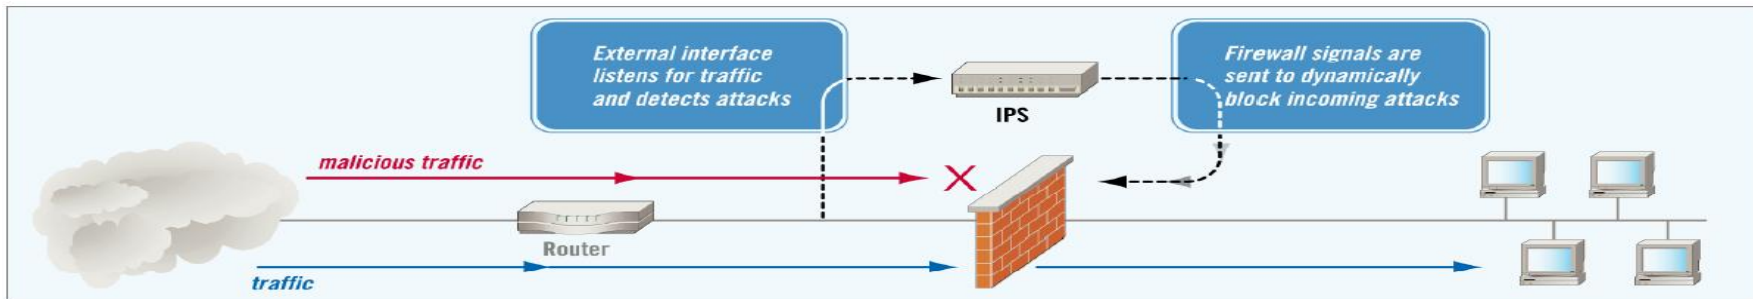 External interface
listens for traffic
and detects attacks
IPS
Firewall signals are
sent to dynamically
block incoming attacks
malicious traffic
Router
traffic